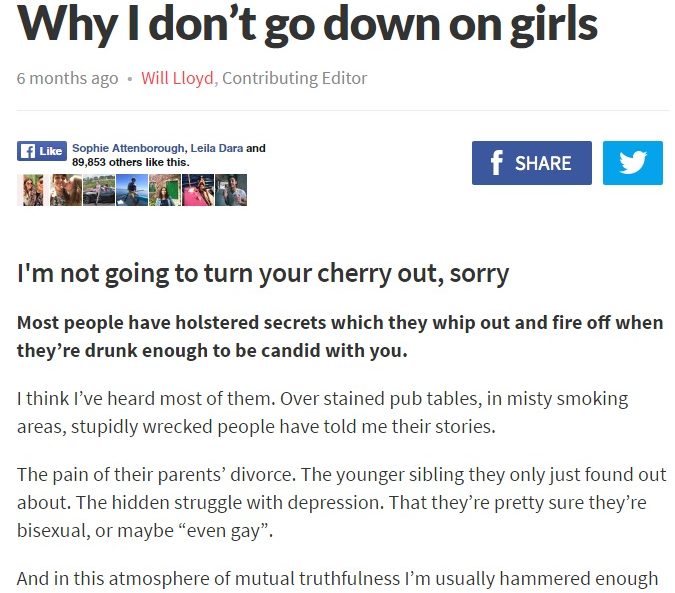 Why I don’t go down on girls
6 months ago • Will Lloyd, Contributing Editor
f Like Sophie Attenborough, Leila Dara and
89,853 others like this.
f SHARE
I'm not going to turn your cherry out, sorry
Most people have holstered secrets which they whip out and fire off when
they’re drunk enough to be candid with you.
I think I’ve heard most of them. Over stained pub tables, in misty smoking
areas, stupidly wrecked people have told me their stories.
The pain of their parents’ divorce. The younger sibling they only just found out
about. The hidden struggle with depression. That they’re pretty sure they’re
bisexual, or maybe “even gay”.
And in this atmosphere of mutual truthfulness I’m usually hammered enough